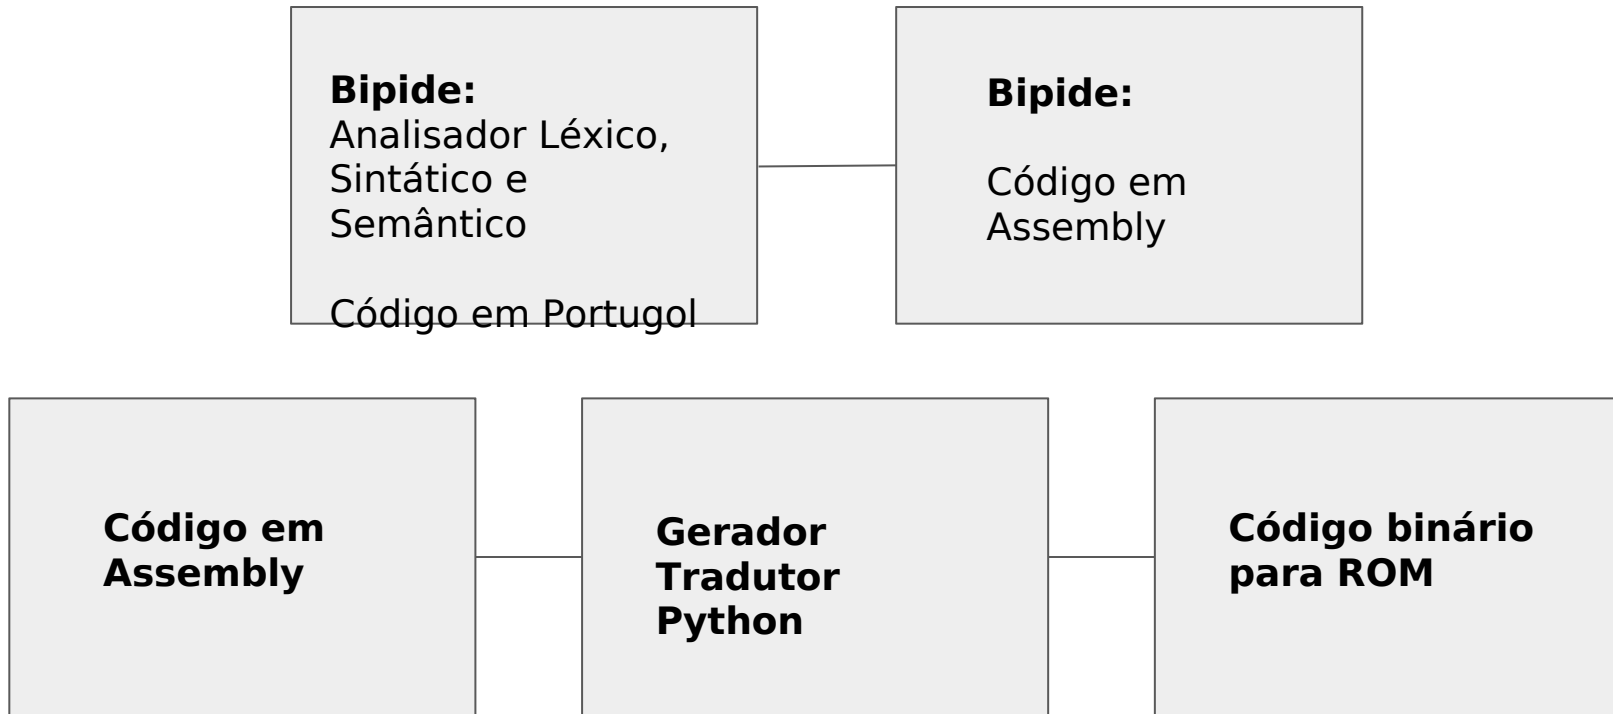 Bipide:
Analisador Léxico,
Sintático e
Semântico
Código em Portugol
Bipide:
Código em
Assembly
Código em
Assembly
Gerador
Tradutor
Python
Código binário
para ROM